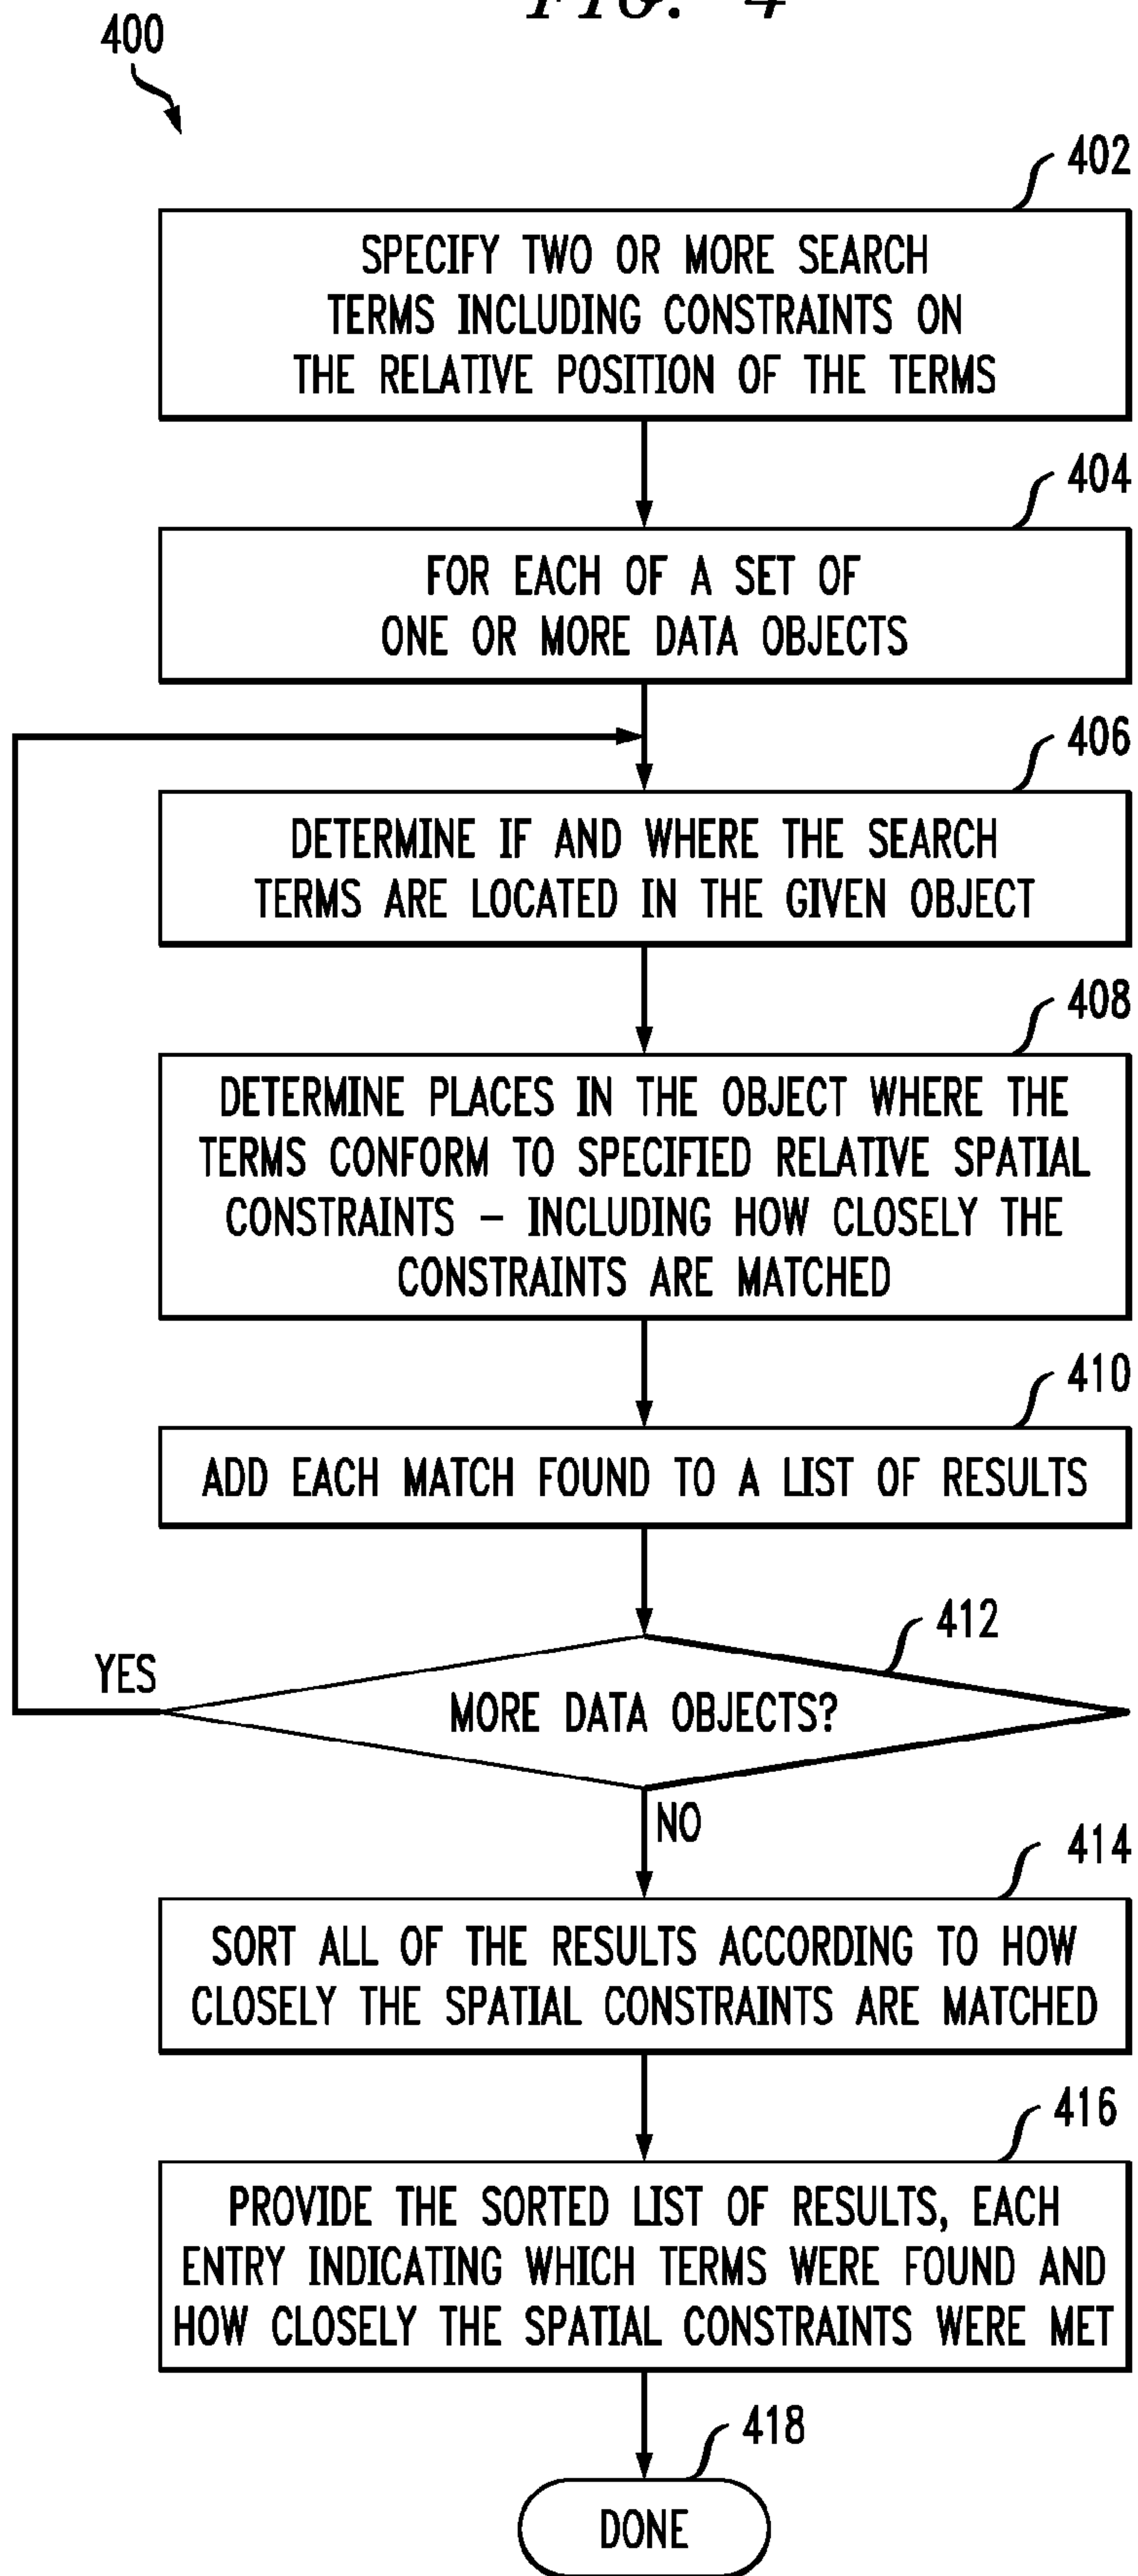 FIG. 4
400
402
SPECIFY TWO OR MORE SEARCH
TERMS INCLUDING CONSTRAINTS ON
THE RELATIVE POSITION OF THE TERMS
404
FOR EACH OF A SET OF
ONE OR MORE DATA OBJECTS
406
DETERMINE IF AND WHERE THE SEARCH
TERMS ARE LOCATED IN THE GIVEN OBJECT
408
DETERMINE PLACES IN THE OBJECT WHERE THE
TERMS CONFORM TO SPECIFIED RELATIVE SPATIAL
CONSTRAINTS – INCLUDING HOW CLOSELY THE
CONSTRAINTS ARE MATCHED
410
ADD EACH MATCH FOUND TO A LIST OF RESULTS
412
YES
MORE DATA OBJECTS?
NO
414
SORT ALL OF THE RESULTS ACCORDING TO HOW
CLOSELY THE SPATIAL CONSTRAINTS ARE MATCHED
416
PROVIDE THE SORTED LIST OF RESULTS, EACH
ENTRY INDICATING WHICH TERMS WERE FOUND AND
HOW CLOSELY THE SPATIAL CONSTRAINTS WERE MET
418
DONE